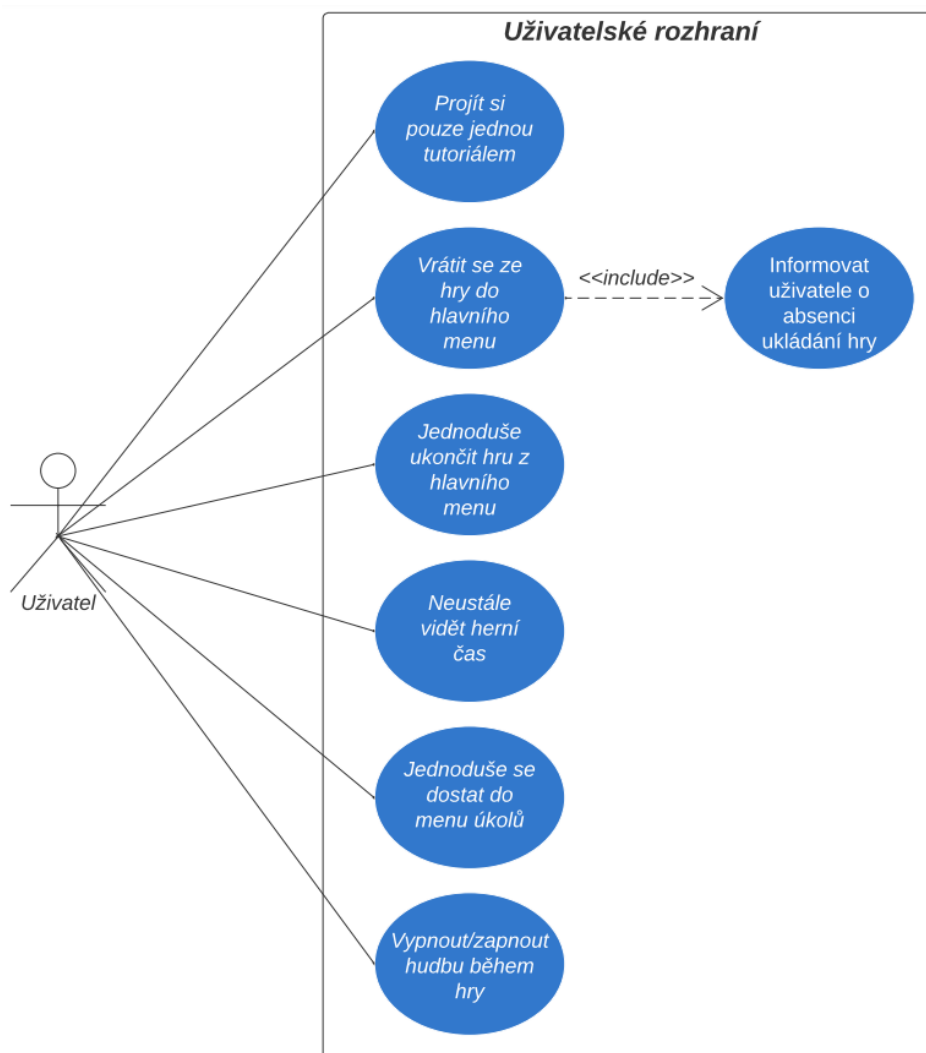 Uživatelské rozhraní
Projít si
pouze jednou
tutoriálem
Vrátit se ze
hry do
hlavního
menu
<<include>>
Informovat
uživatele o
absenci
ukládání hry
Jednoduše
ukončit hru z
hlavního
menu
Uživatel
Neustále
vidět herní
čas
Jednoduše se
dostat do
menu úkolů
Vypnout/zapnout
hudbu během
hry